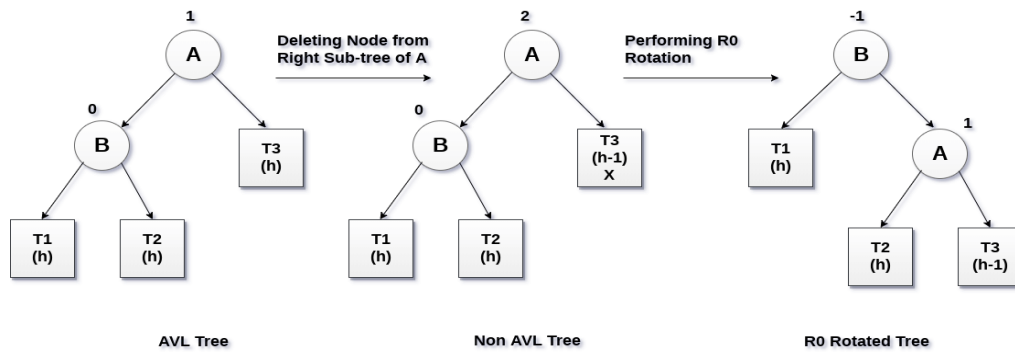 1
A
0
B
T3
(h)
T1
(h)
T2
(h)
AVL Tree
Deleting Node from
Right Sub-tree of A
2
A
0
B
T3
(h-1)
X
T1
(h)
T2
(h)
Non AVL Tree
Performing R0
Rotation
-1
B
T1
(h)
1
A
T2
(h)
T3
(h-1)
R0 Rotated Tree